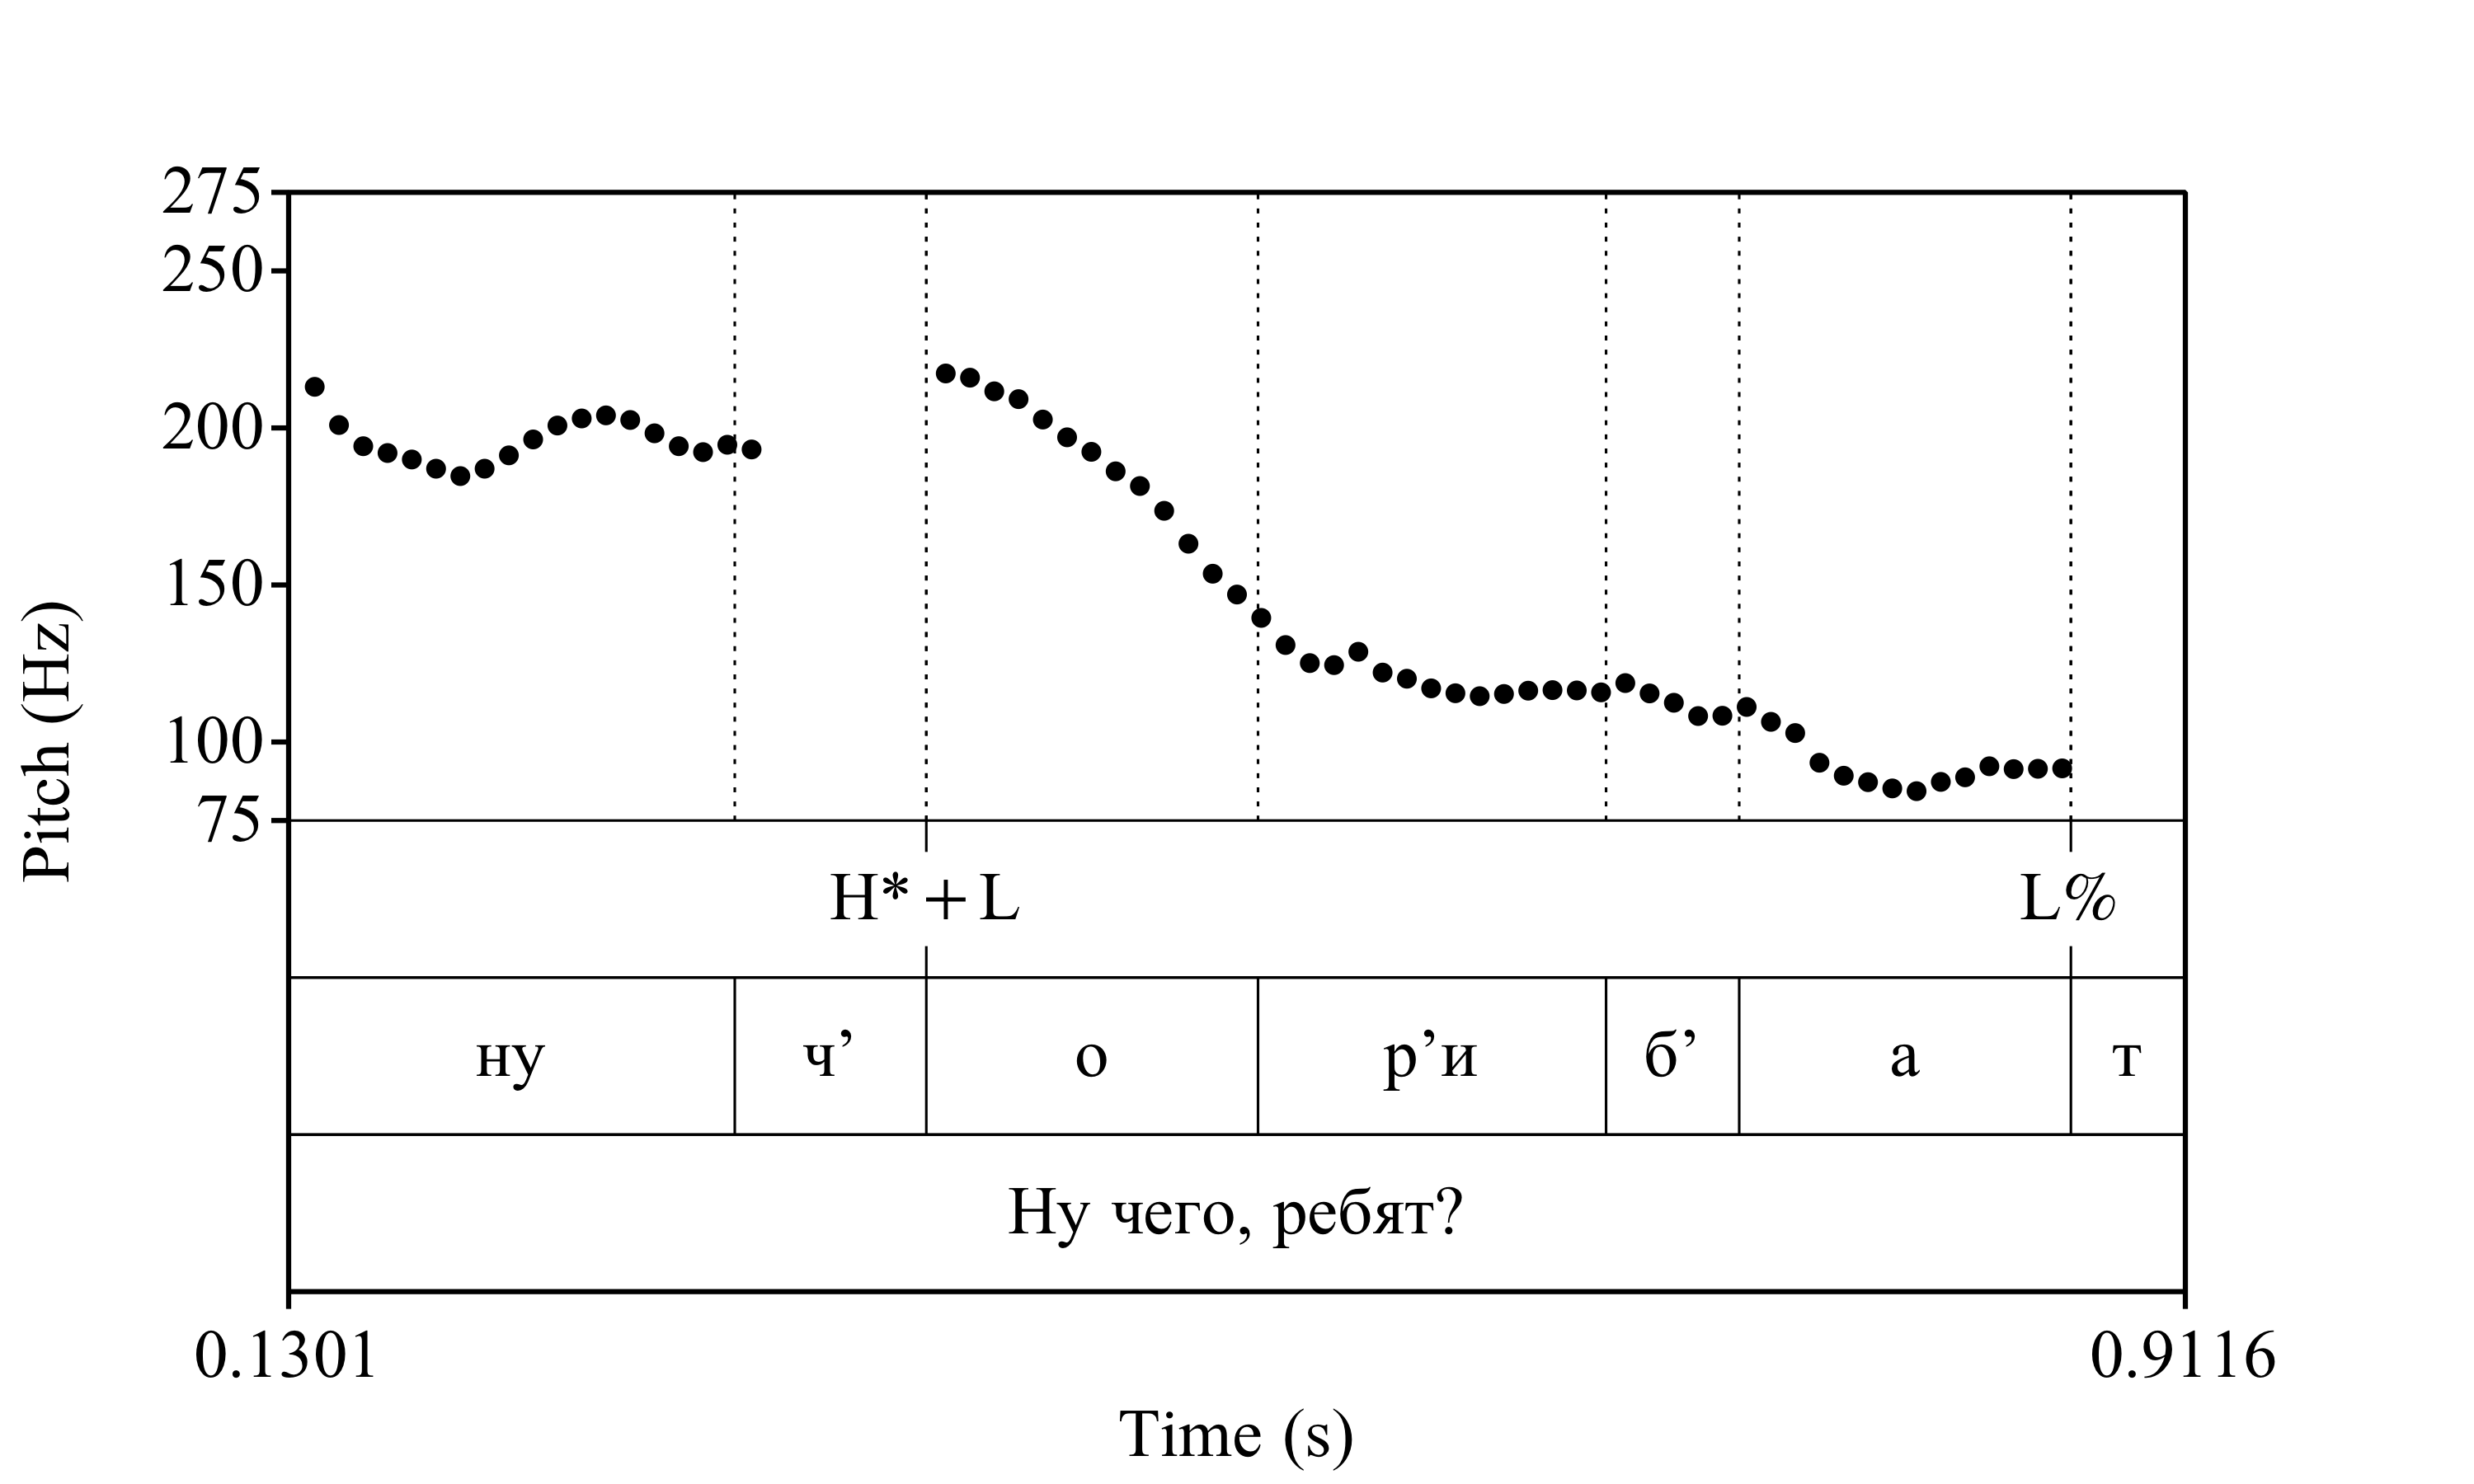 275
250
200
150
100
75
Pitch (Hz)
H*+L L%
ну ч’ о р’и б’ а т
Ну чего, ребят?
0.1301 0.9116
Time (s)